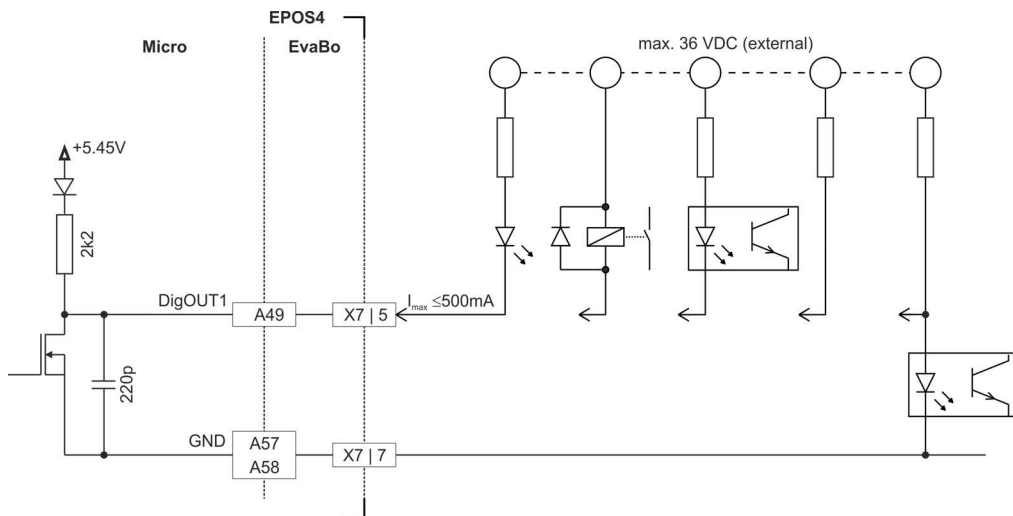 EPOS4
Micro
EvaBo
max. 36 VDC (external)
+5.45V
2k2
DigOUT1
A49
X7 | 5
Imax ≤500mA
220p
GND
A57
A58
X7 | 7